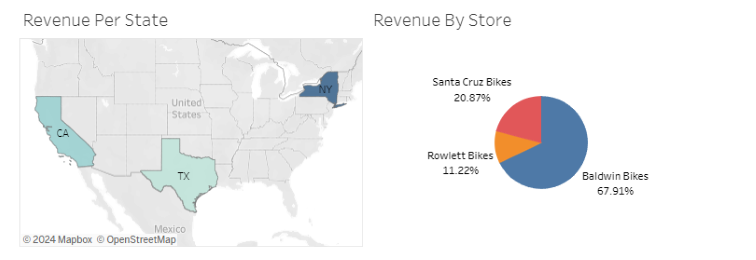 Revenue Per State
Revenue By Store
NY
United
States
CA
TX
Mexico
© 2024 Mapbox © OpenStreetMap
Santa Cruz Bikes
20.87%
Rowlett Bikes
11.22%
Baldwin Bikes
67.91%